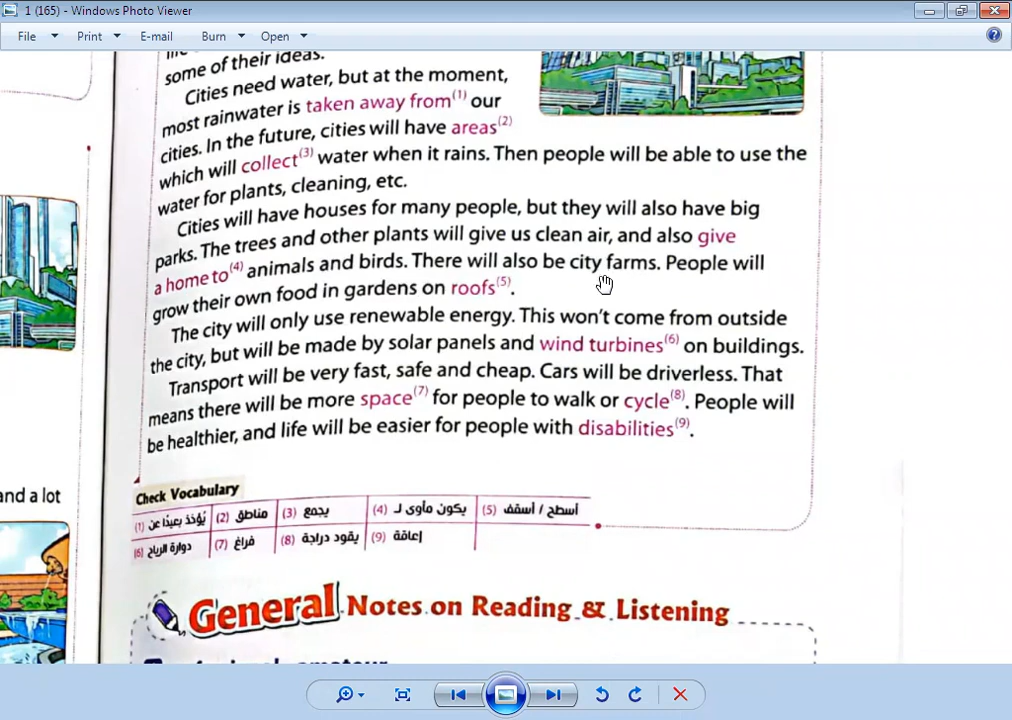 1 (165) - Windows Photo Viewer
File Print E-mail Burn Open
some of their ideas.
Cities need water, but at the moment,
most rainwater is taken away from(1) our
cities. In the future, cities will have areas(2)
which will collect(3) water when it rains. Then people will be able to use the
water for plants, cleaning, etc.
Cities will have houses for many people, but they will also have big
parks. The trees and other plants will give us clean air, and also give
a home to(4) animals and birds. There will also be city farms. People will
grow their own food in gardens on roofs(5).
The city will only use renewable energy. This won't come from outside
the city, but will be made by solar panels and wind turbines(6) on buildings.
Transport will be very fast, safe and cheap. Cars will be driverless. That
means there will be more space(7) for people to walk or cycle(8). People will
be healthier, and life will be easier for people with disabilities(9).
and a lot
Check Vocabulary
(1) يُؤخذ بعيدًا عن (2) مناطق (3) يجمع (4) يكون مأوى لـ (5) أسطح / أسقف
(6) دوارة الرياح (7) فراغ (8) يقود دراجة (9) إعاقة
General Notes on Reading & Listening